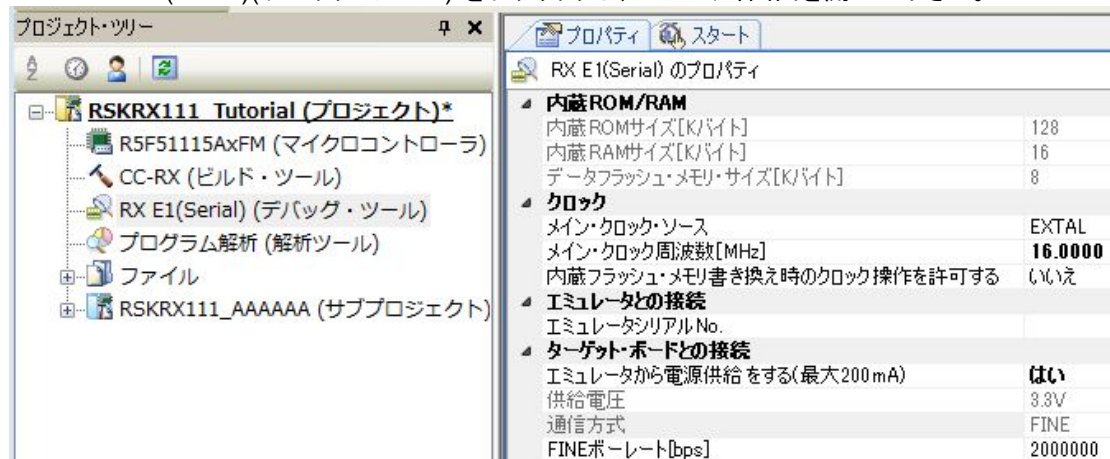 プロジェクト・ツリー
RSKRX111_Tutorial (プロジェクト)*
R5F51115AxFM (マイクロコントローラ)
CC-RX (ビルド・ツール)
RX E1(Serial) (デバッグ・ツール)
プログラム解析 (解析ツール)
ファイル
RSKRX111_AAAAAA (サブプロジェクト)
プロパティ スタート
RX E1(Serial) のプロパティ
内蔵ROM/RAM
内蔵ROMサイズ[Kバイト] 128
内蔵RAMサイズ[Kバイト] 16
データフラッシュ・メモリ・サイズ[Kバイト] 8
クロック
メイン・クロック・ソース EXTAL
メイン・クロック周波数[MHz] 16.0000
内蔵フラッシュ・メモリ書き換え時のクロック操作を許可する いいえ
エミュレータとの接続
エミュレータシリアルNo.
ターゲット・ボードとの接続
エミュレータから電源供給をする(最大200mA) はい
供給電圧 3.3V
通信方式 FINE
FINEボーレート[bps] 2000000